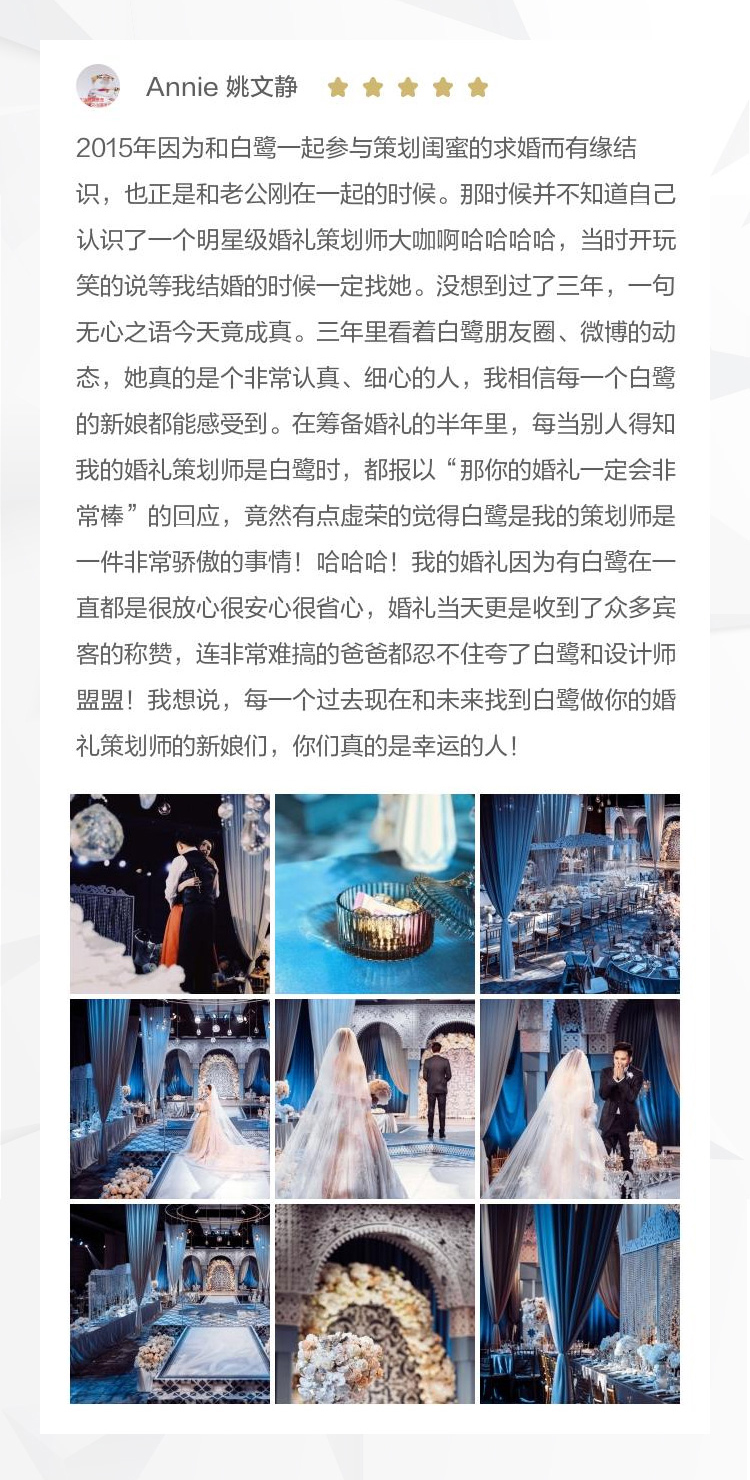 Annie 姚文静
2015年因为和白鹭一起参与策划闺蜜的求婚而有缘结
识，也正是和老公刚在一起的时候。那时候并不知道自己
认识了一个明星级婚礼策划师大咖啊哈哈哈哈，当时开玩
笑的说等我结婚的时候一定找她。没想到过了三年，一句
无心之语今天竟成真。三年里看着白鹭朋友圈、微博的动
态，她真的是个非常认真、细心的人，我相信每一个白鹭
的新娘都能感受到。在筹备婚礼的半年里，每当别人得知
我的婚礼策划师是白鹭时，都报以“那你的婚礼一定会非
常棒”的回应，竟然有点虚荣的觉得白鹭是我的策划师是
一件非常骄傲的事情！哈哈哈！我的婚礼因为有白鹭在一
直都是很放心很安心很省心，婚礼当天更是收到了众多宾
客的称赞，连非常难搞的爸爸都忍不住夸了白鹭和设计师
盟盟！我想说，每一个过去现在和未来找到白鹭做你的婚
礼策划师的新娘们，你们真的是幸运的人！